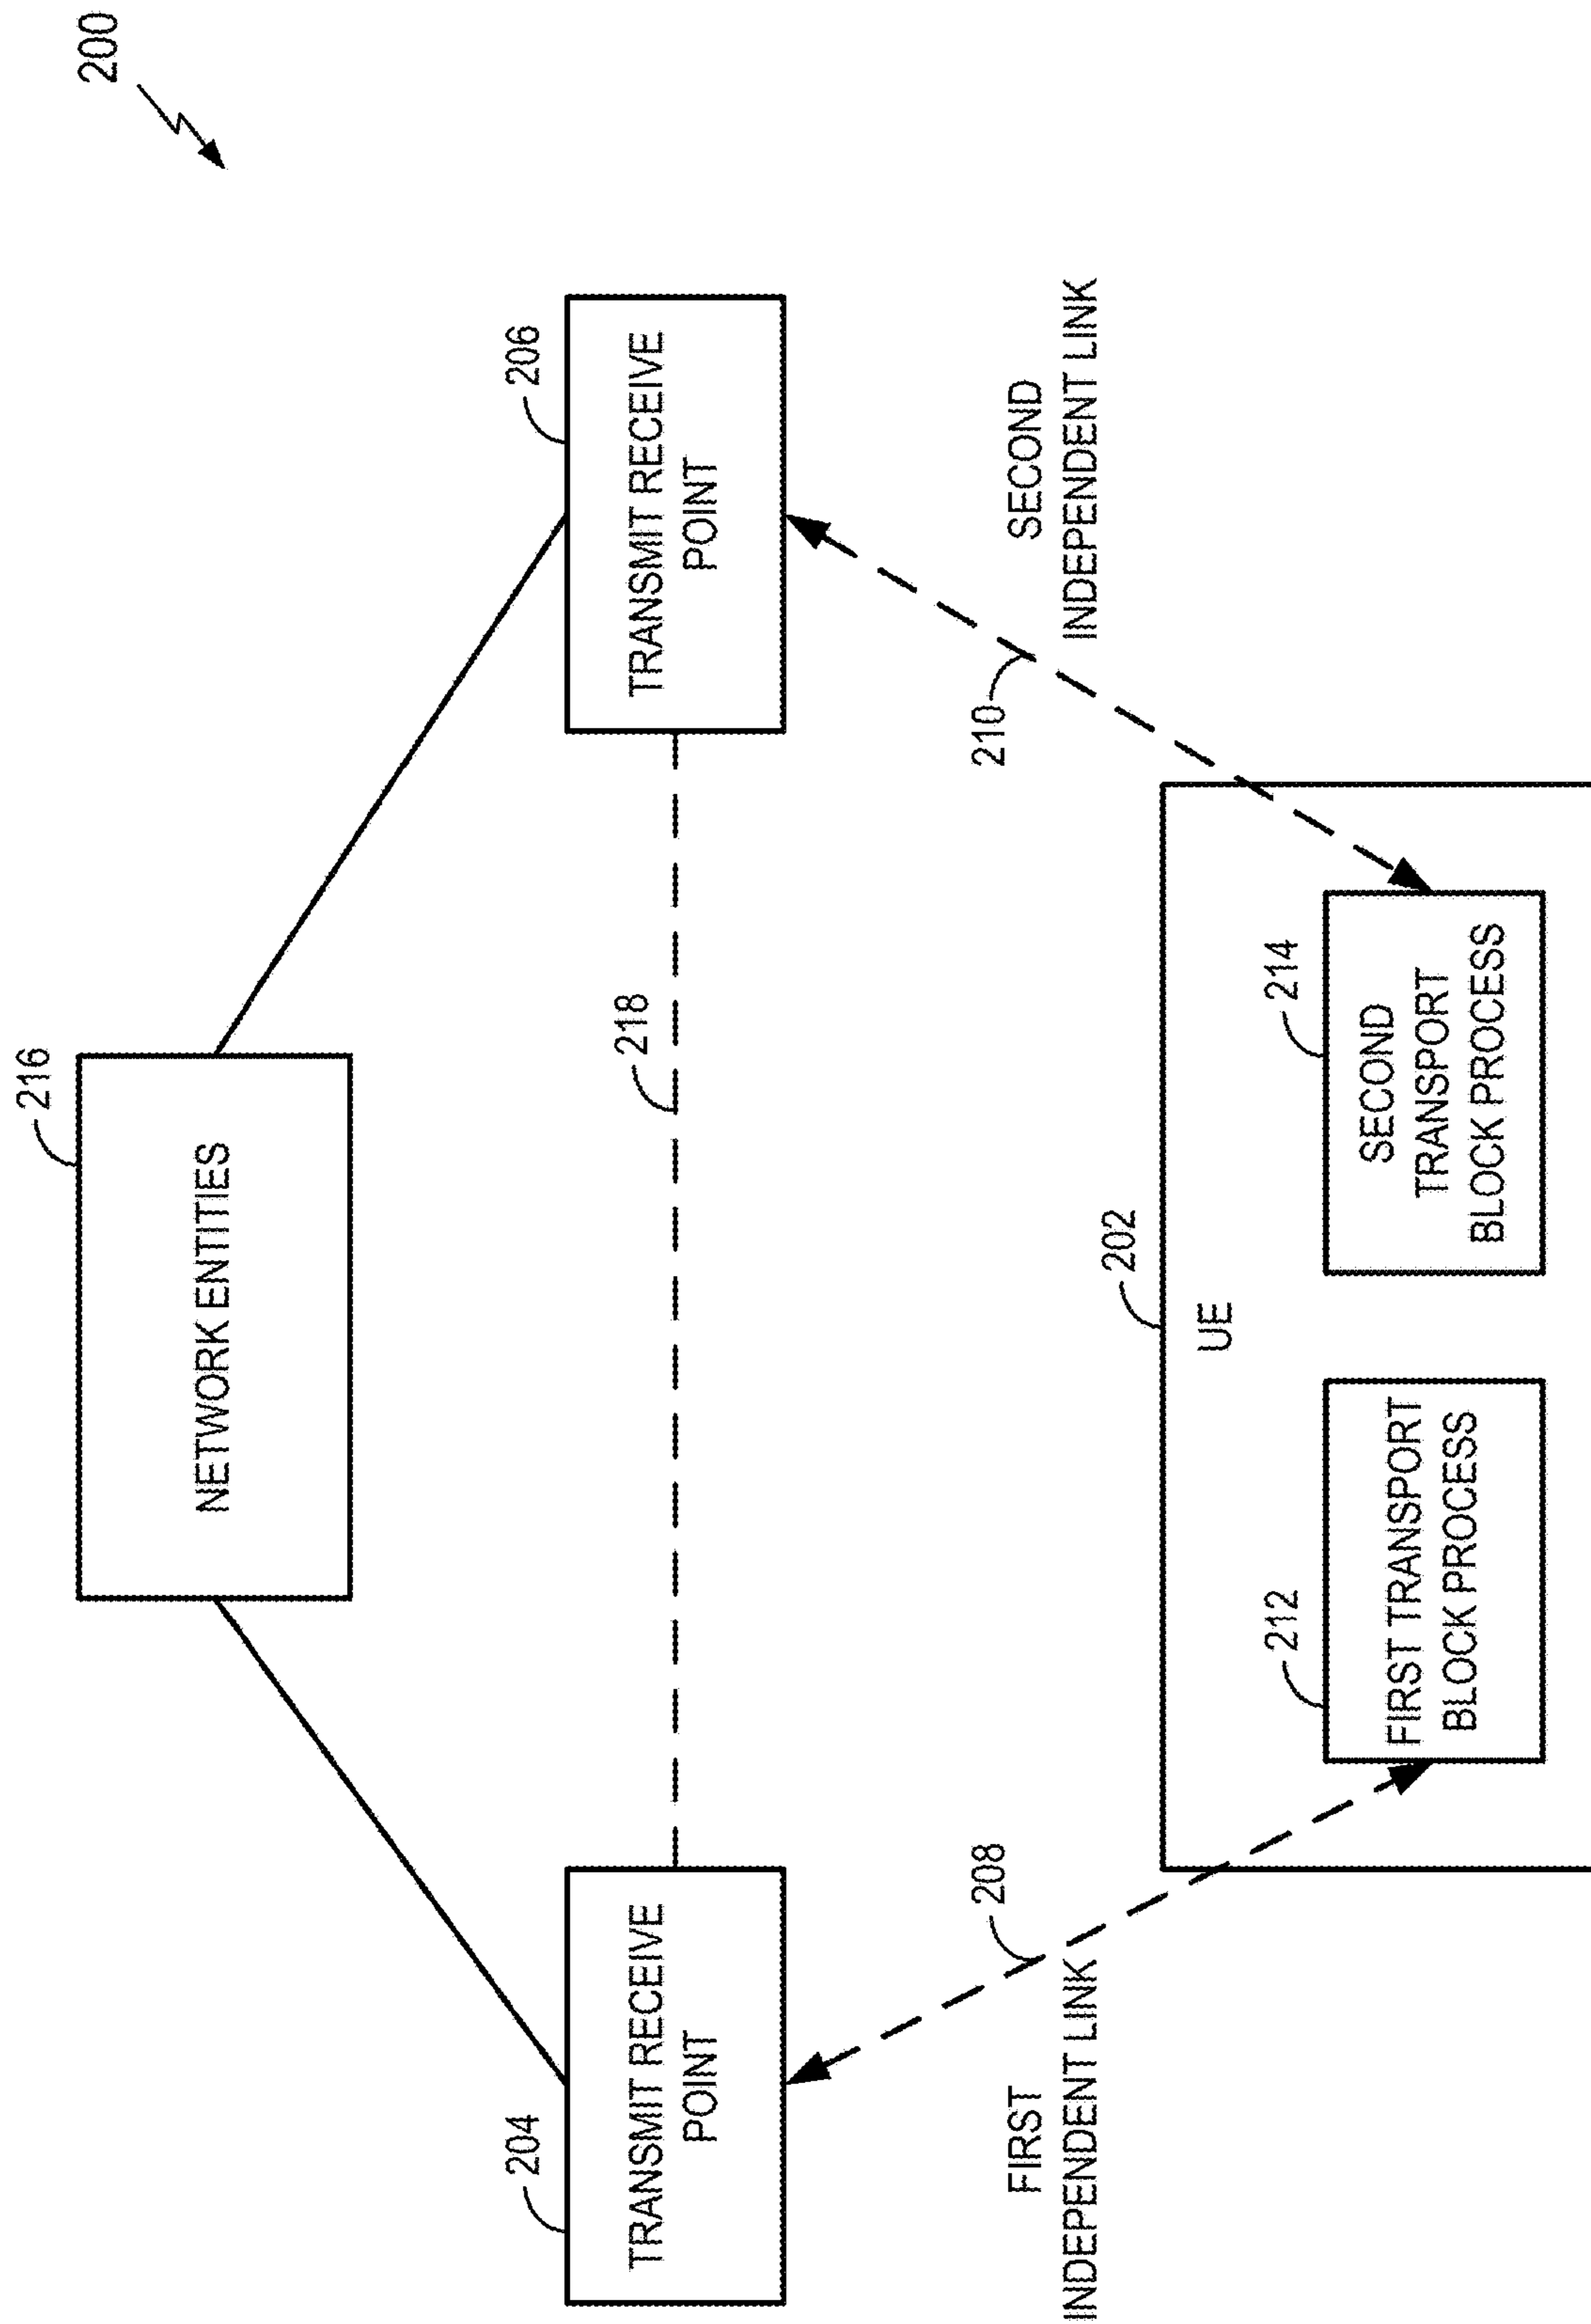 200
216
NETWORK ENTITIES
204
TRANSMIT RECEIVE
POINT
206
TRANSMIT RECEIVE
POINT
218
FIRST
INDEPENDENT LINK
208
210
SECOND
INDEPENDENT LINK
202
UE
212
FIRST TRANSPORT
BLOCK PROCESS
214
SECOND
TRANSPORT
BLOCK PROCESS